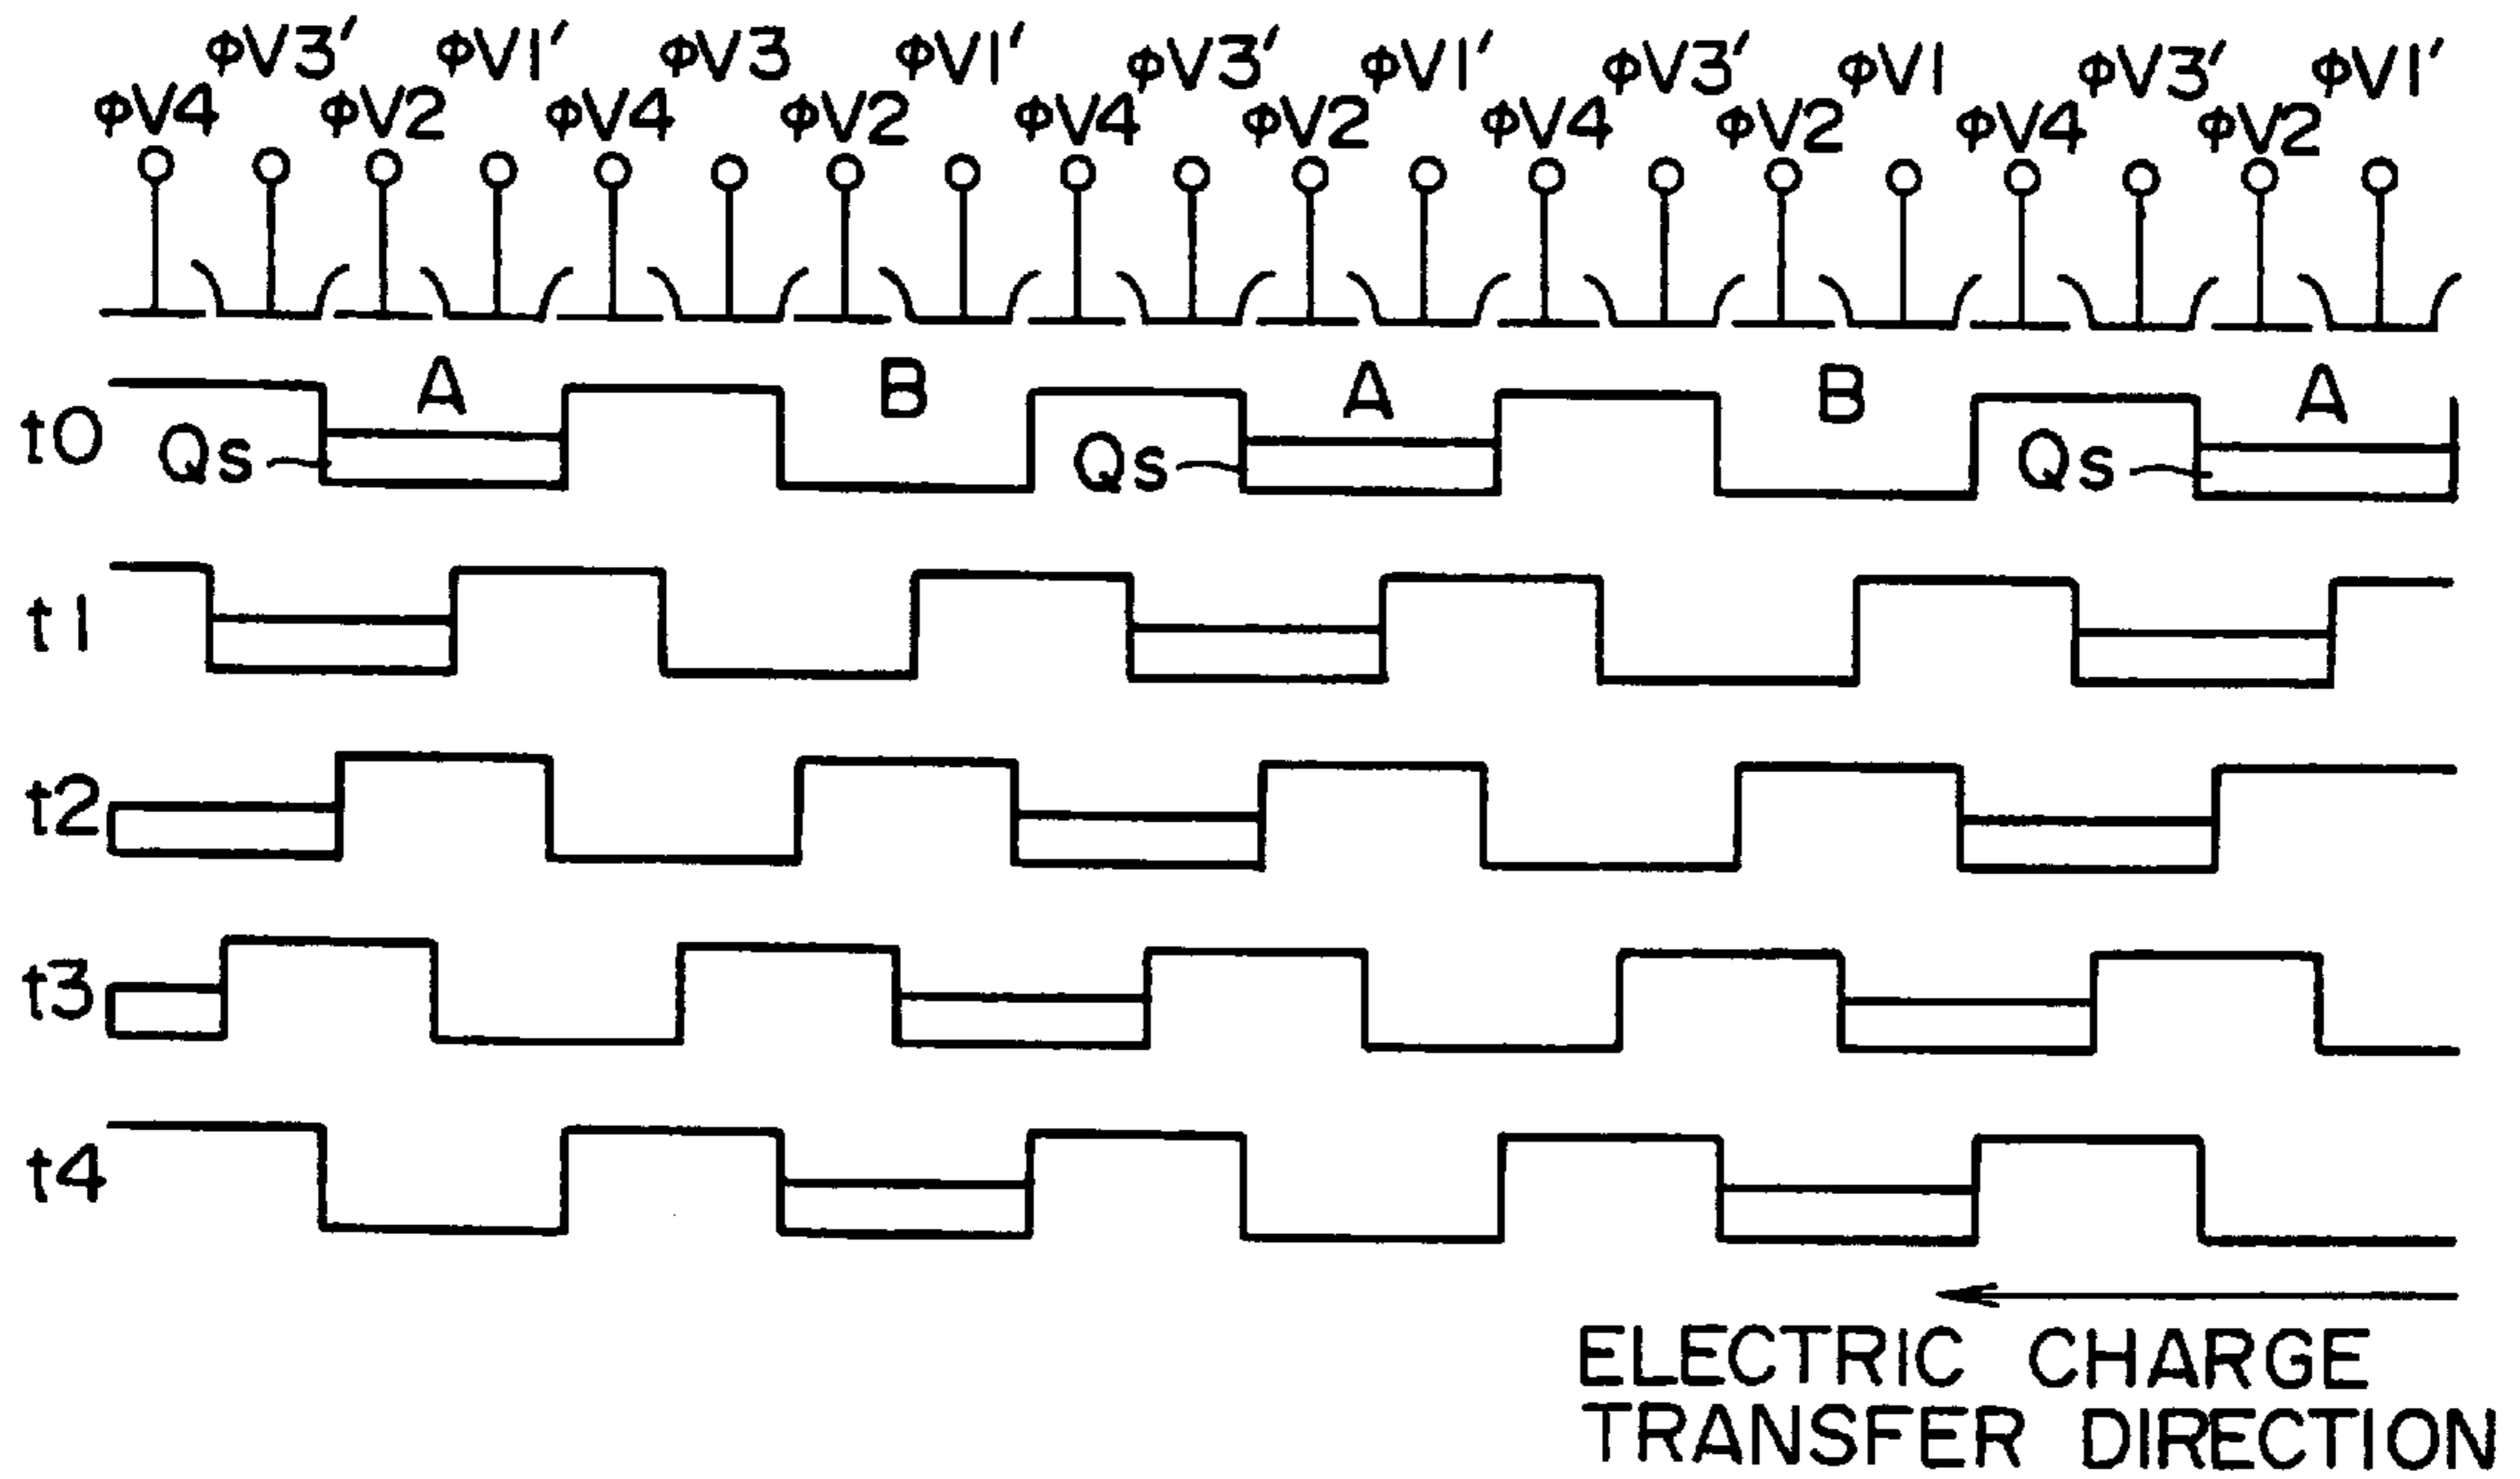 φV3′ φV1′ φV3 φV1′ φV3′ φV1′ φV3′ φV1 φV3′ φV1′
φV4 φV2 φV4 φV2 φV4 φV2 φV4 φV2 φV4 φV2
A B A B A
t0 Qs Qs Qs
t1
t2
t3
t4
ELECTRIC CHARGE
TRANSFER DIRECTION